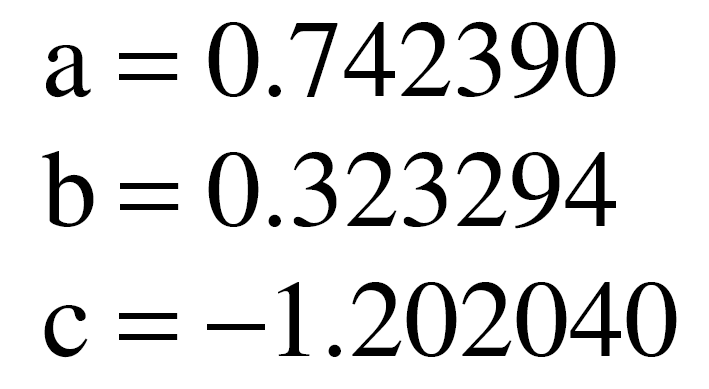 a = 0.742390
b = 0.323294
c = −1.202040